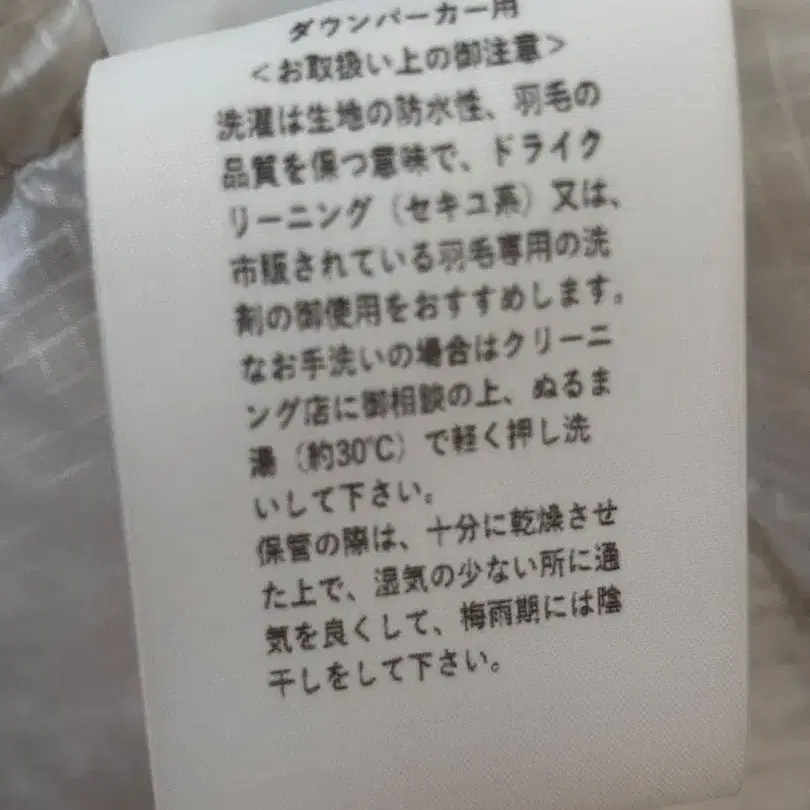 ダウンパーカー用
<お取扱い上の御注意>
洗濯は生地の防水性、羽毛の
品質を保つ意味で、ドライク
リーニング(セキユ系)又は、
市販されている羽毛専用の洗
剤の御使用をおすすめします。
なお手洗いの場合はクリーニ
ング店に御相談の上、ぬるま
湯(約30℃)で軽く押し洗
いして下さい。
保管の際は、十分に乾燥させ
た上で、湿気の少ない所に通
気を良くして、梅雨期には陰
干しをして下さい。